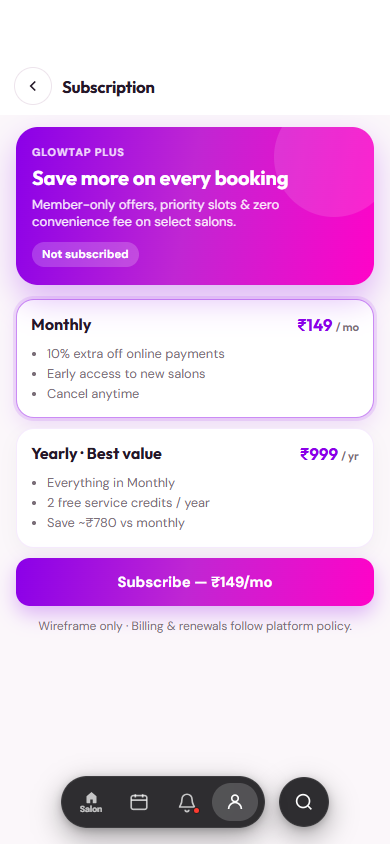 Subscription
GLOWTAP PLUS
Save more on every booking
Member-only offers, priority slots & zero
convenience fee on select salons.
Not subscribed
Monthly ₹149 / mo
• 10% extra off online payments
• Early access to new salons
• Cancel anytime
Yearly · Best value ₹999 / yr
• Everything in Monthly
• 2 free service credits / year
• Save ~₹780 vs monthly
Subscribe — ₹149/mo
Wireframe only · Billing & renewals follow platform policy.
Salon